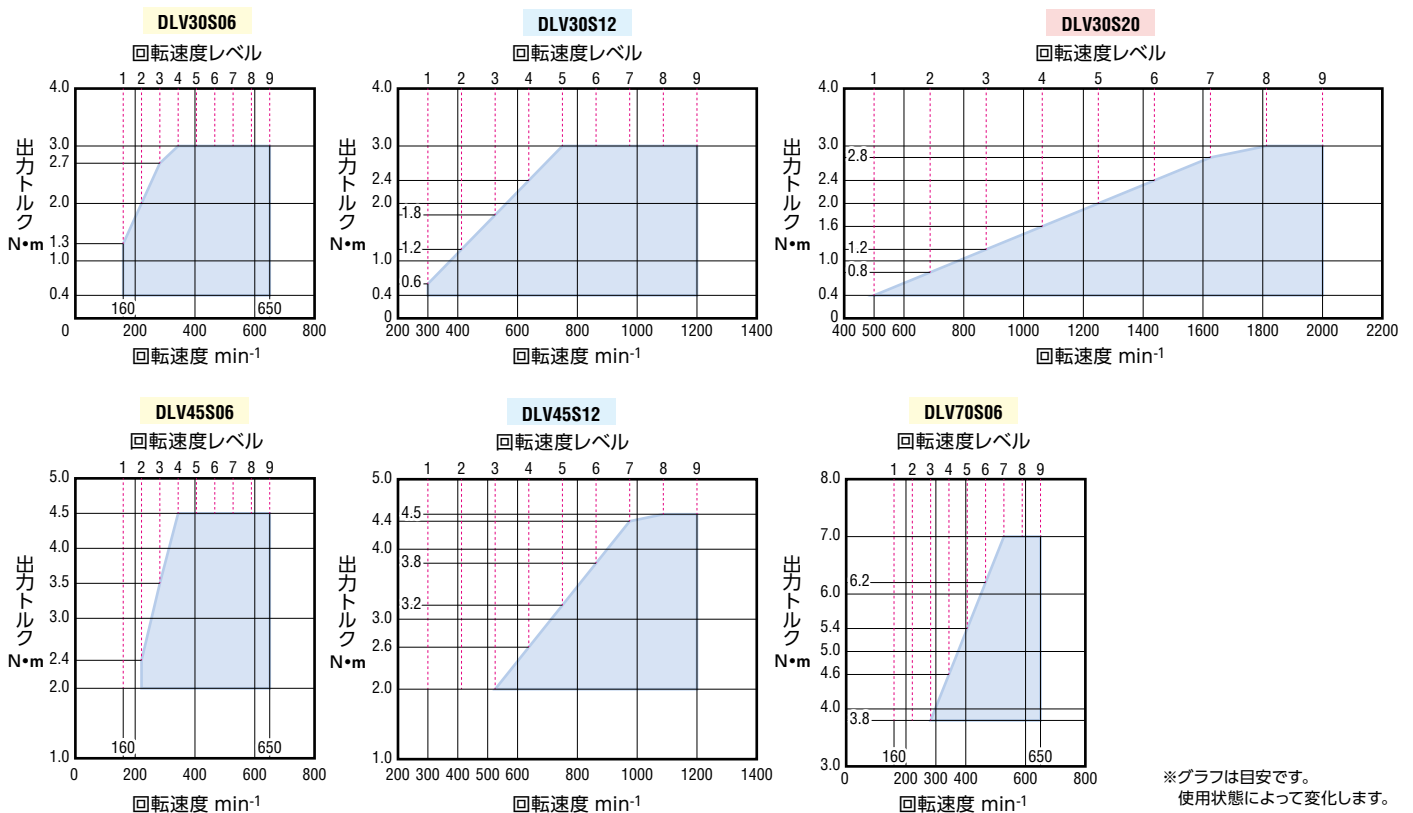 DLV30S06
回転速度レベル
1 2 3 4 5 6 7 8 9
4.0
3.0
2.7
2.0
1.3
1.0
0.4
出力トルク
N•m
160 650
0 200 400 600 800
回転速度 min-1
DLV30S12
回転速度レベル
1 2 3 4 5 6 7 8 9
4.0
3.0
2.4
2.0
1.8
1.2
1.0
0.6
0.4
0
出力トルク
N•m
200 300 400 600 800 1000 1200 1400
回転速度 min-1
DLV30S20
回転速度レベル
1 2 3 4 5 6 7 8 9
4.0
3.0
2.8
2.4
2.0
1.6
1.2
1.0
0.8
0.4
0
出力トルク
N•m
400 500 600 800 1000 1200 1400 1600 1800 2000 2200
回転速度 min-1
DLV45S06
回転速度レベル
1 2 3 4 5 6 7 8 9
5.0
4.5
4.0
3.5
3.0
2.4
2.0
1.0
出力トルク
N•m
160 650
0 200 400 600 800
回転速度 min-1
DLV45S12
回転速度レベル
1 2 3 4 5 6 7 8 9
5.0
4.5
4.4
4.0
3.8
3.2
3.0
2.6
2.0
1.0
出力トルク
N•m
200 300 400 500 600 800 1000 1200 1400
回転速度 min-1
DLV70S06
回転速度レベル
1 2 3 4 5 6 7 8 9
8.0
7.0
6.2
6.0
5.4
5.0
4.6
4.0
3.8
3.0
出力トルク
N•m
160 650
0 200 300 400 600 800
回転速度 min-1
※グラフは目安です。
使用状態によって変化します。